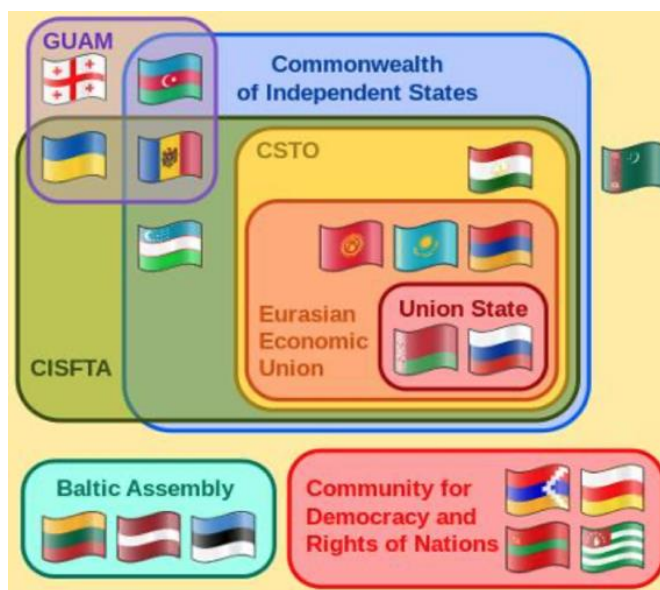 GUAM
Commonwealth
of Independent States
CSTO
Eurasian
Economic
Union
Union State
CISFTA
Baltic Assembly
Community for
Democracy and
Rights of Nations